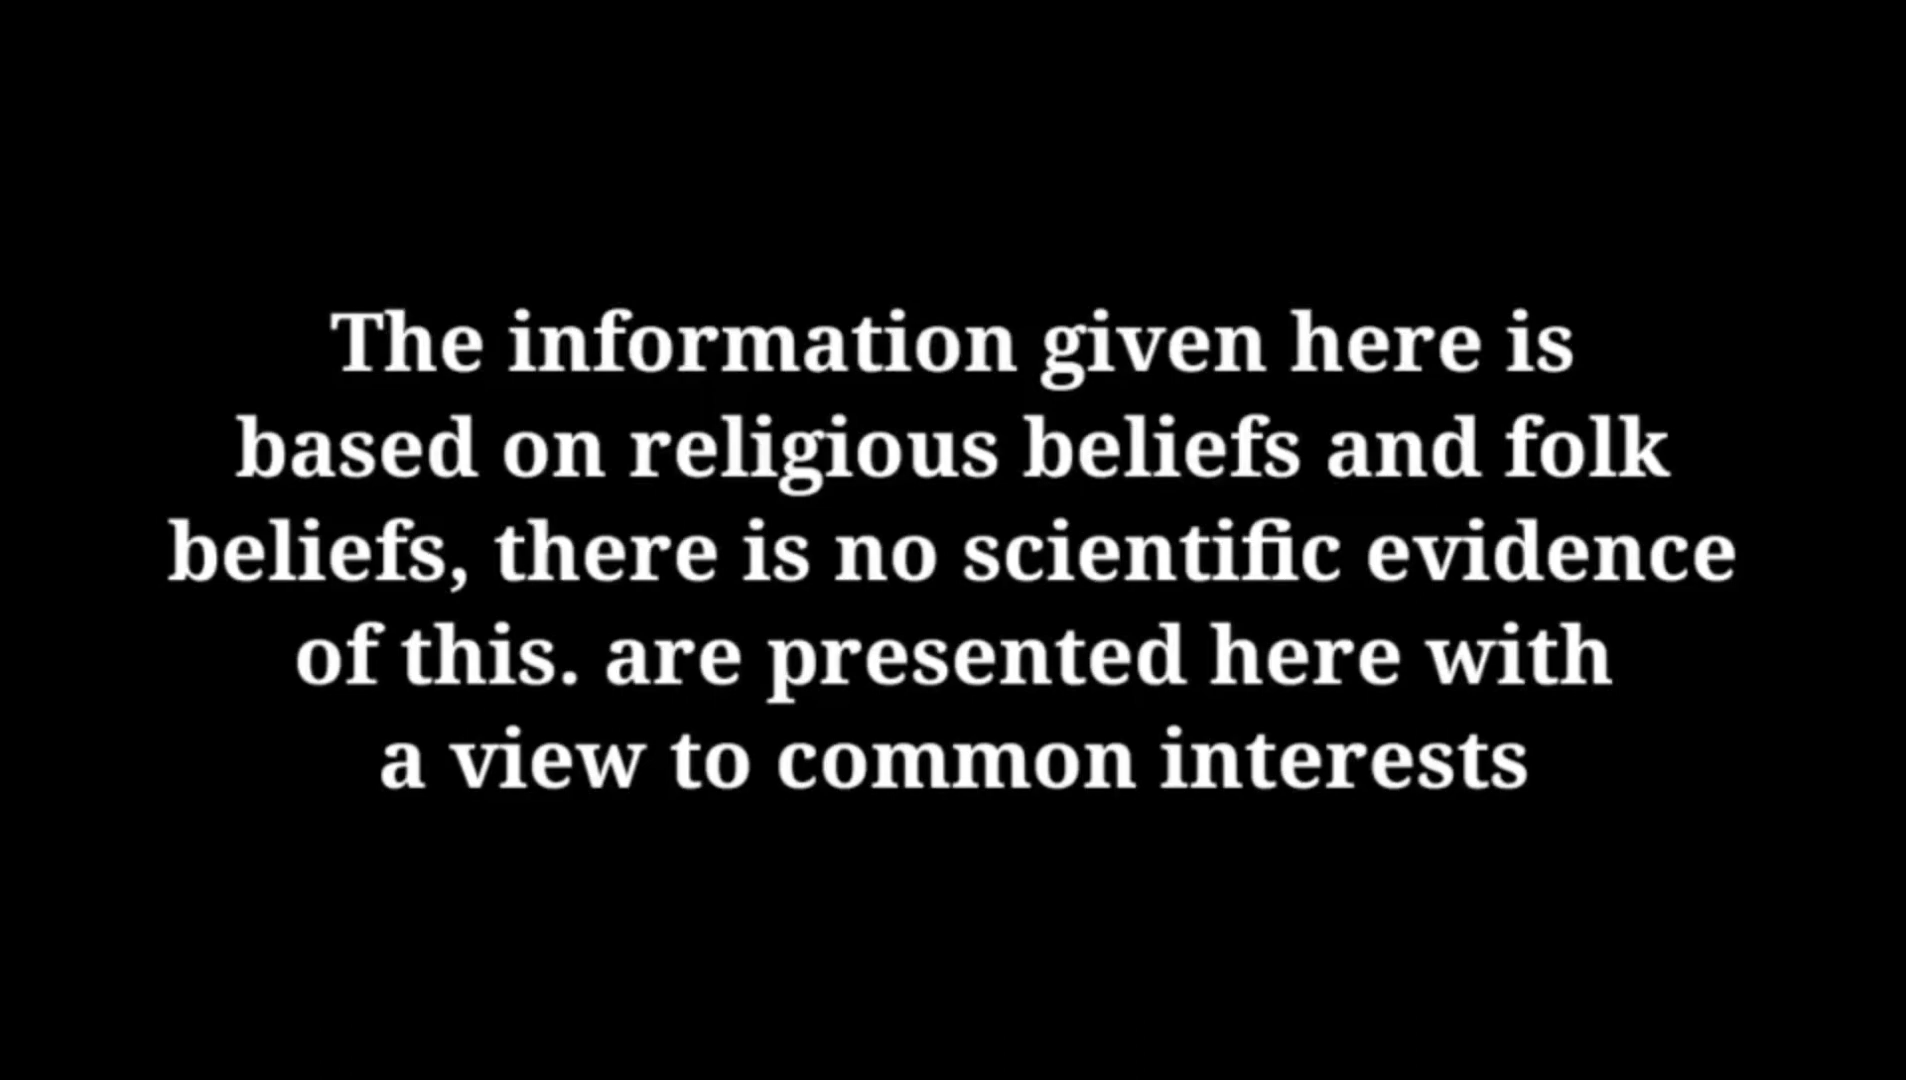 The information given here is
based on religious beliefs and folk
beliefs, there is no scientific evidence
of this. are presented here with
a view to common interests